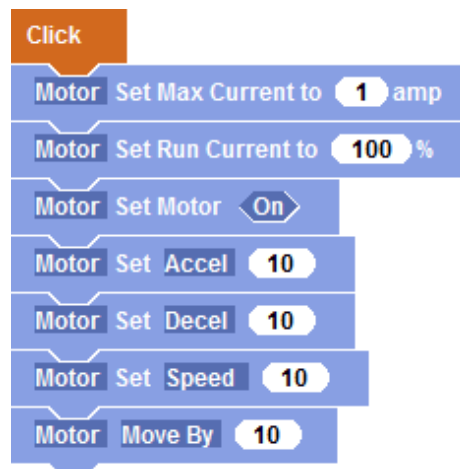 Click
Motor Set Max Current to 1 amp
Motor Set Run Current to 100 %
Motor Set Motor On
Motor Set Accel 10
Motor Set Decel 10
Motor Set Speed 10
Motor Move By 10